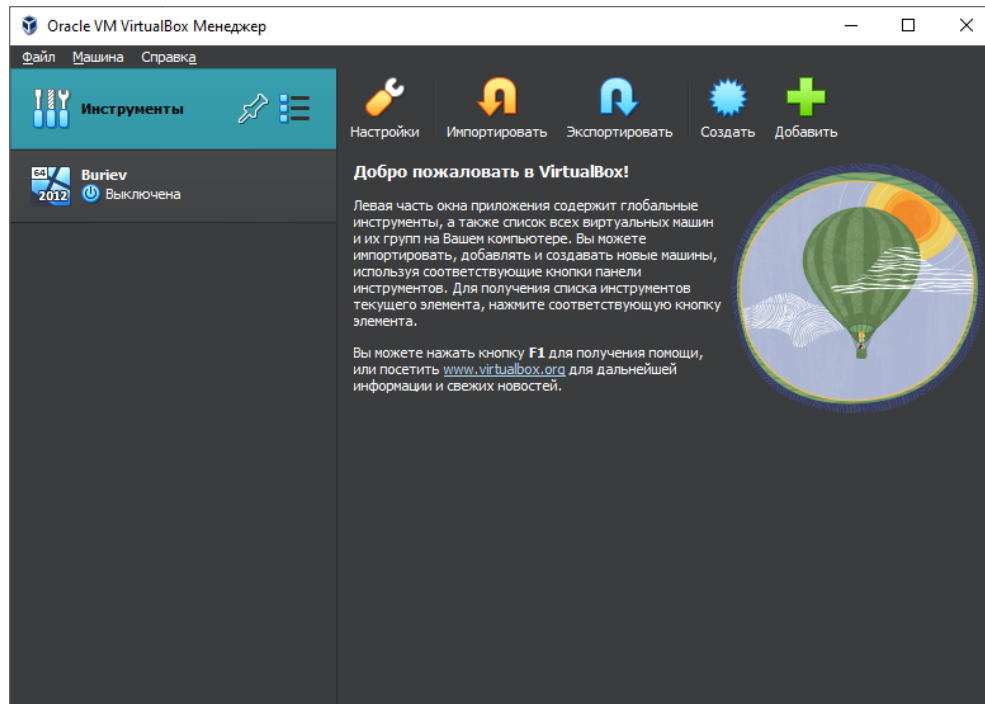 Oracle VM VirtualBox Менеджер
Файл Машина Справка
Инструменты
Настройки Импортировать Экспортировать Создать Добавить
64
2012
Buriev
Выключена
Добро пожаловать в VirtualBox!
Левая часть окна приложения содержит глобальные
инструменты, а также список всех виртуальных машин
и их групп на Вашем компьютере. Вы можете
импортировать, добавлять и создавать новые машины,
используя соответствующие кнопки панели
инструментов. Для получения списка инструментов
текущего элемента, нажмите соответствующую кнопку
элемента.
Вы можете нажать кнопку F1 для получения помощи,
или посетить www.virtualbox.org для дальнейшей
информации и свежих новостей.